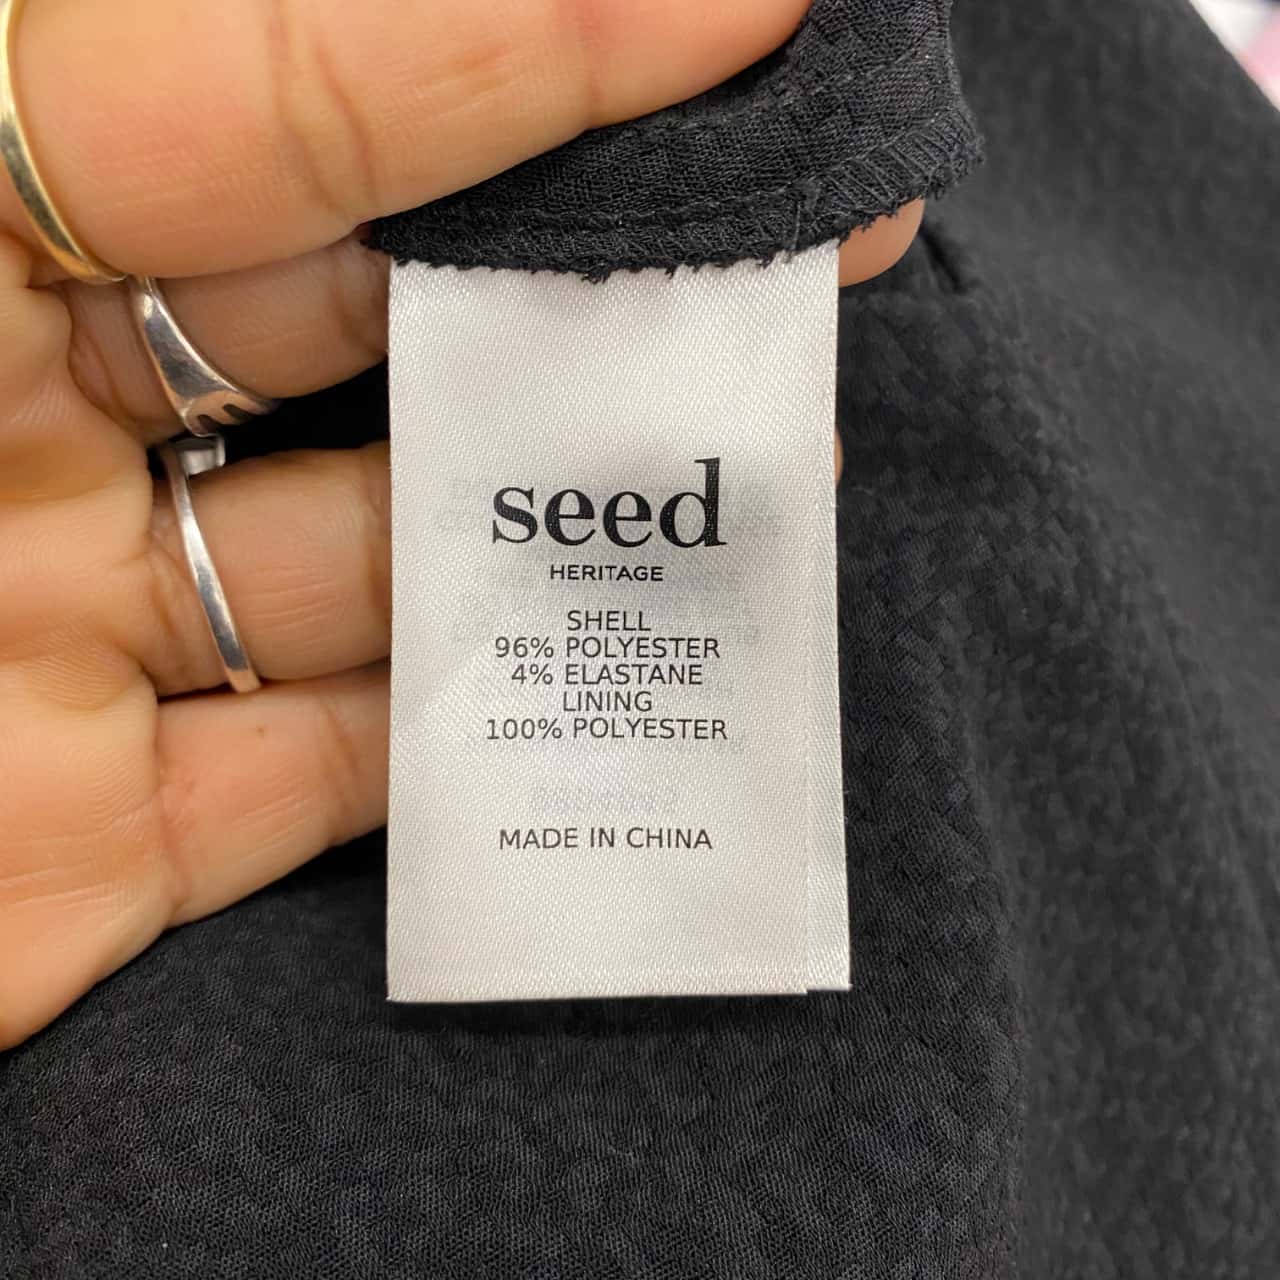 seed
HERITAGE
SHELL
96% POLYESTER
4% ELASTANE
LINING
100% POLYESTER
MADE IN CHINA